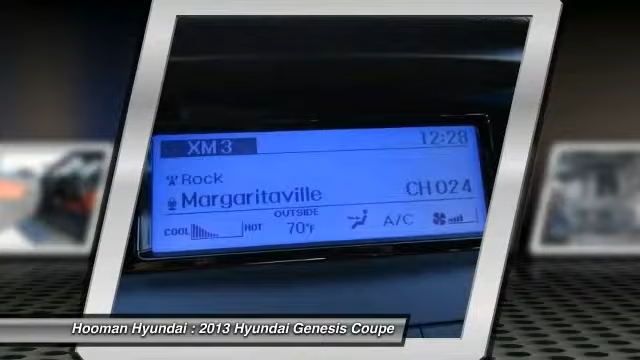 XM 3 12:28
Rock
Margaritaville CH 024
OUTSIDE
COOL HOT 70°F A/C
Hooman Hyundai : 2013 Hyundai Genesis Coupe